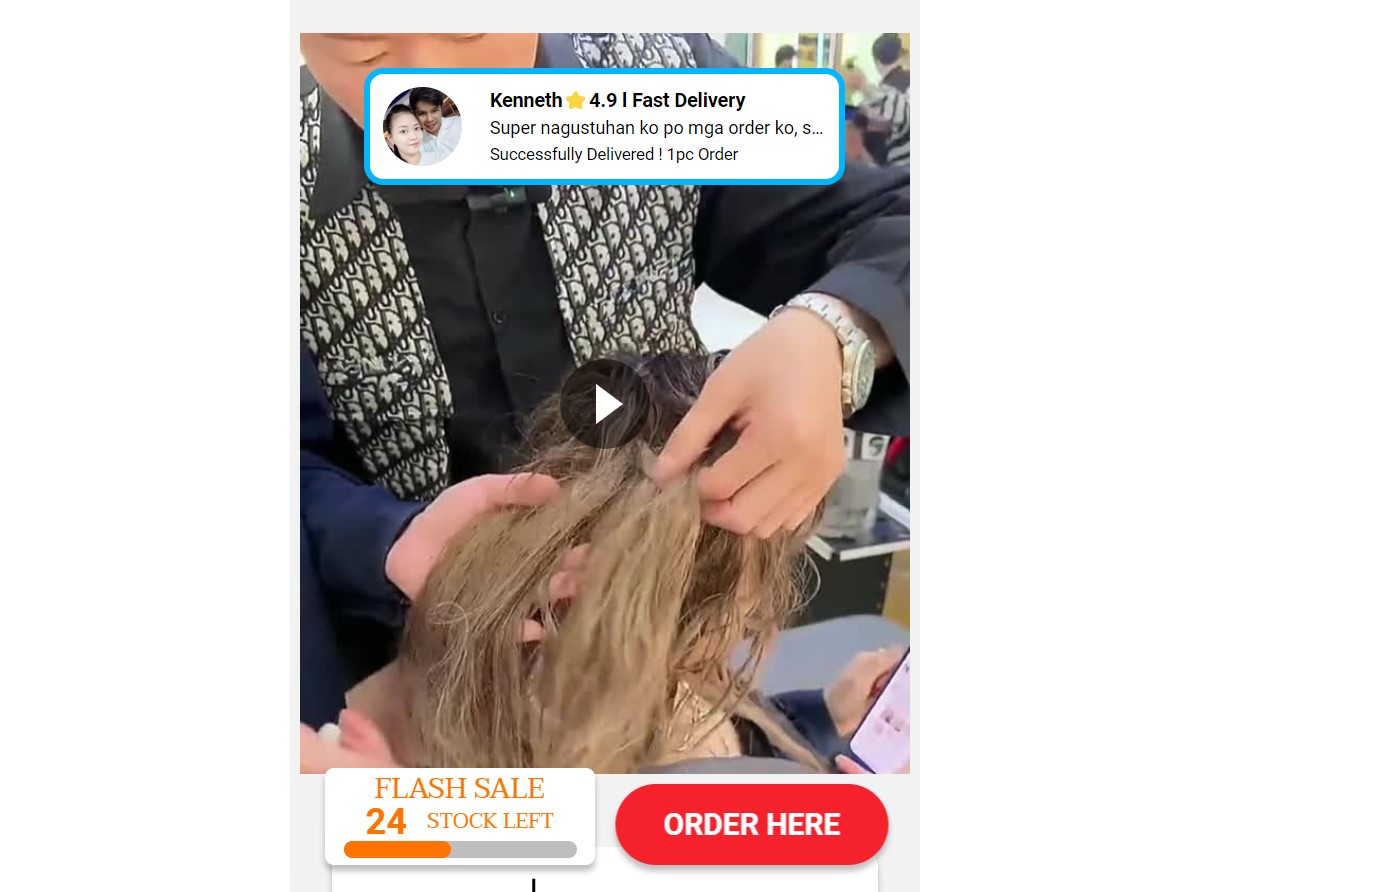 Kenneth⭐4.9 l Fast Delivery
Super nagustuhan ko po mga order ko, s...
Successfully Delivered ! 1pc Order
FLASH SALE
24 STOCK LEFT
ORDER HERE